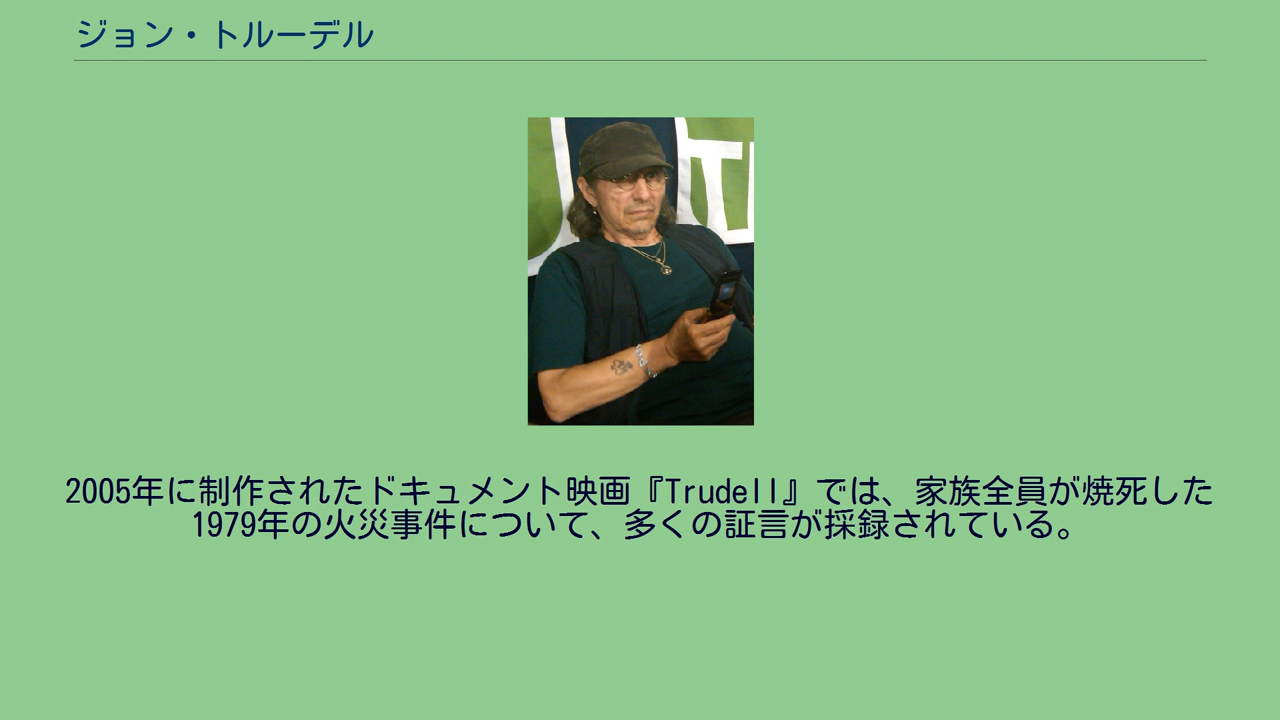 ジョン・トルーデル
2005年に制作されたドキュメント映画『Trudell』では、家族全員が焼死した
1979年の火災事件について、多くの証言が採録されている。